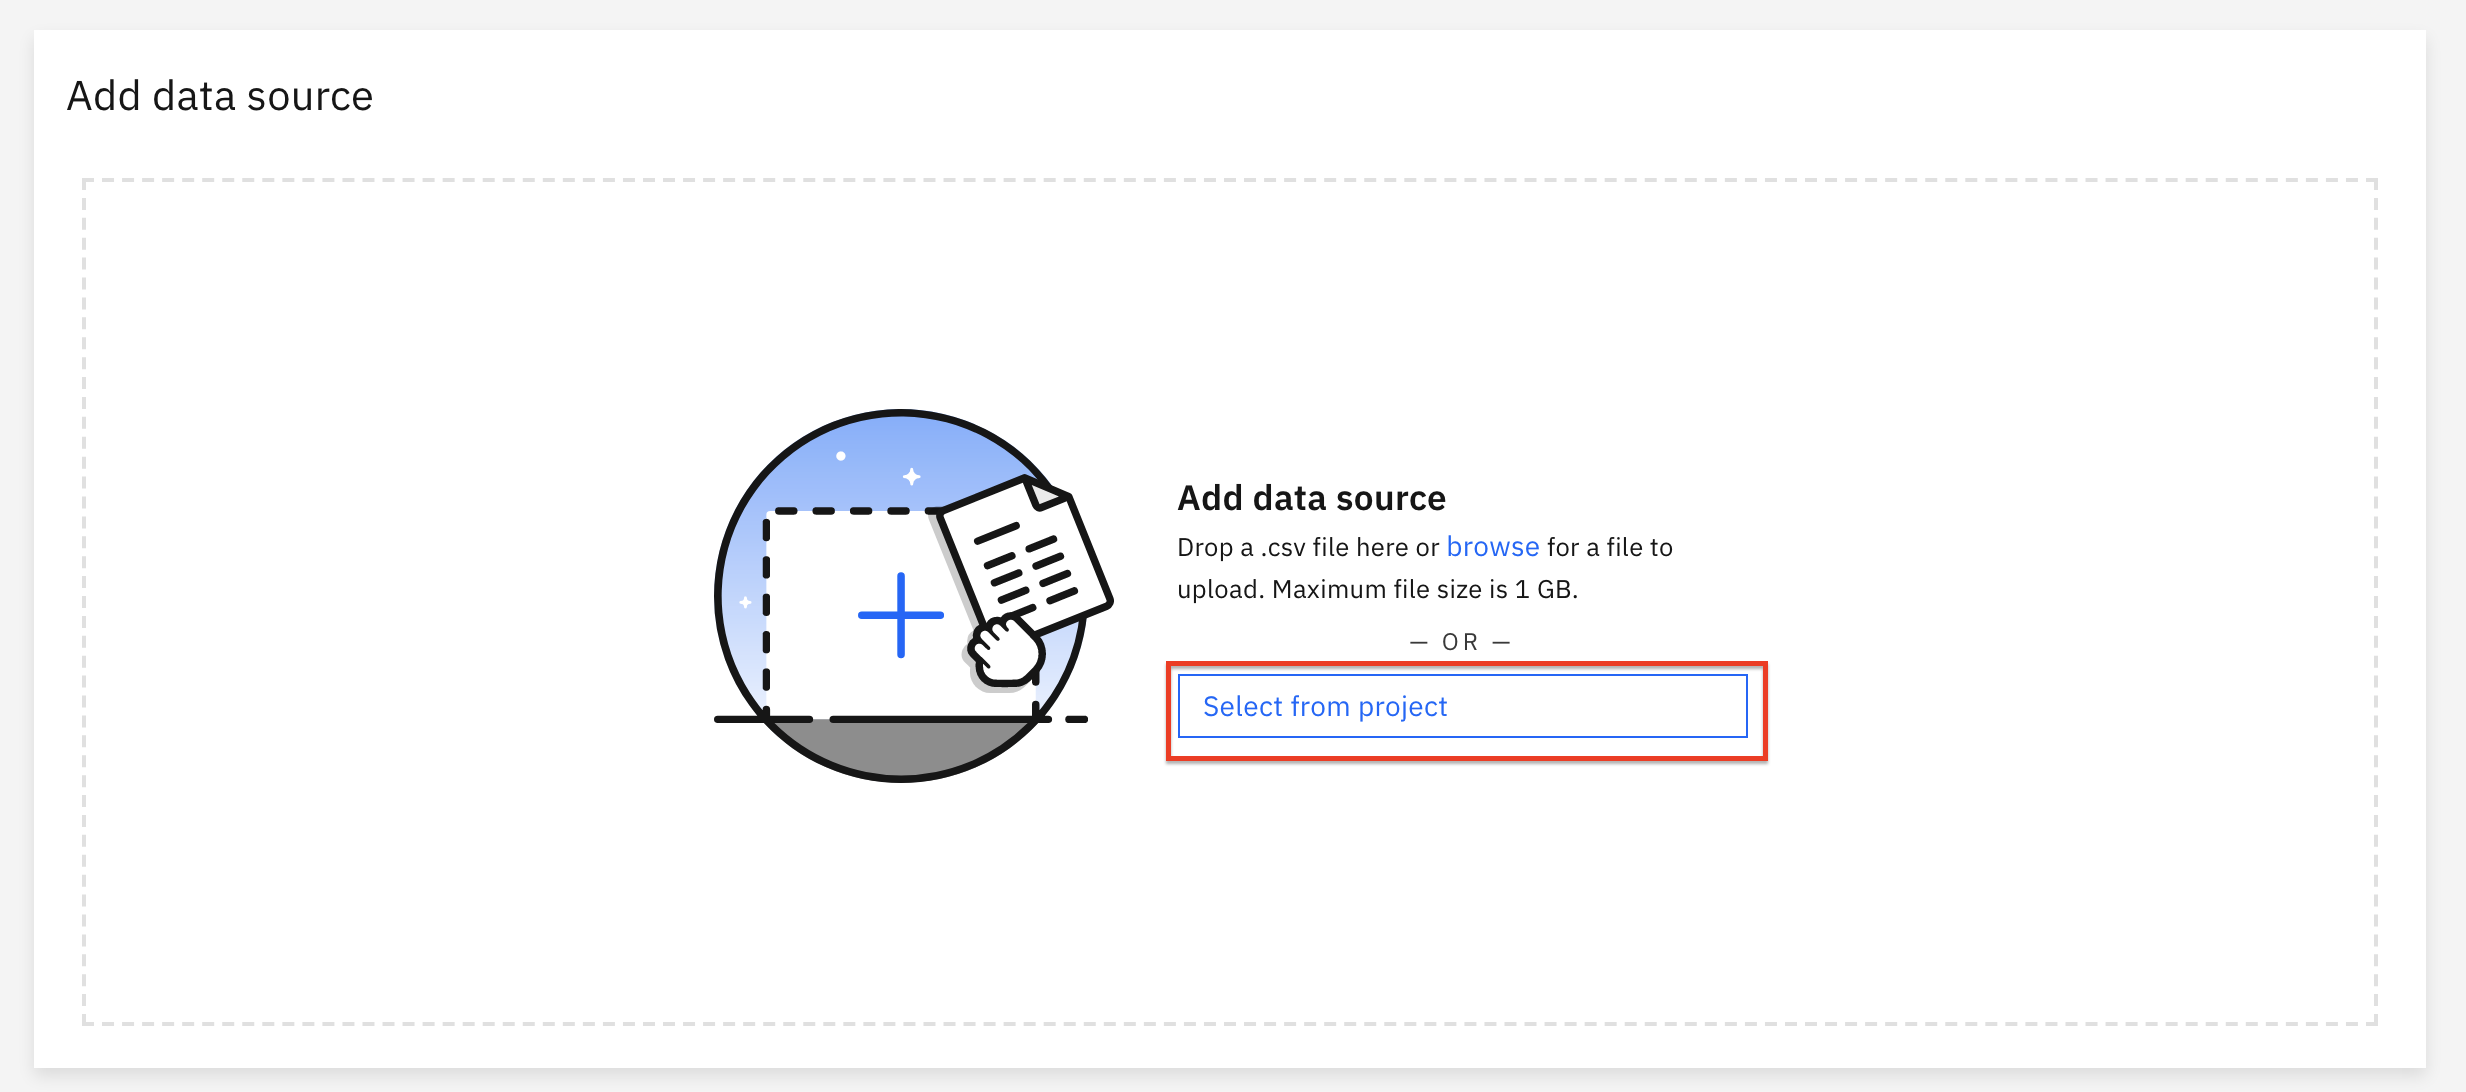 Add data source
Add data source
Drop a .csv file here or browse for a file to
upload. Maximum file size is 1 GB.
— OR —
Select from project